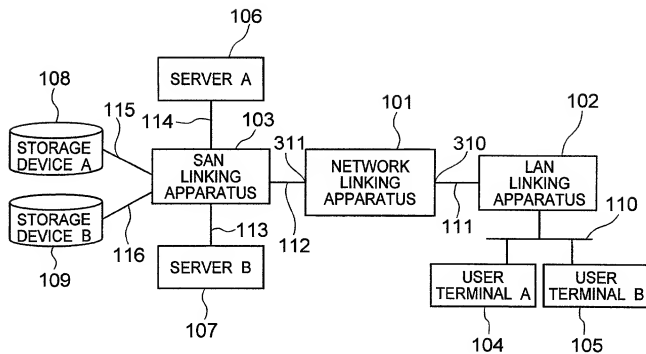 106
108
SERVER A
101
102
115
114
103
STORAGE
DEVICE A
311
310
SAN
LINKING
APPARATUS
NETWORK
LINKING
APPARATUS
LAN
LINKING
APPARATUS
STORAGE
DEVICE B
110
116
113
112
111
109
SERVER B
USER
TERMINAL A
USER
TERMINAL B
107
104
105